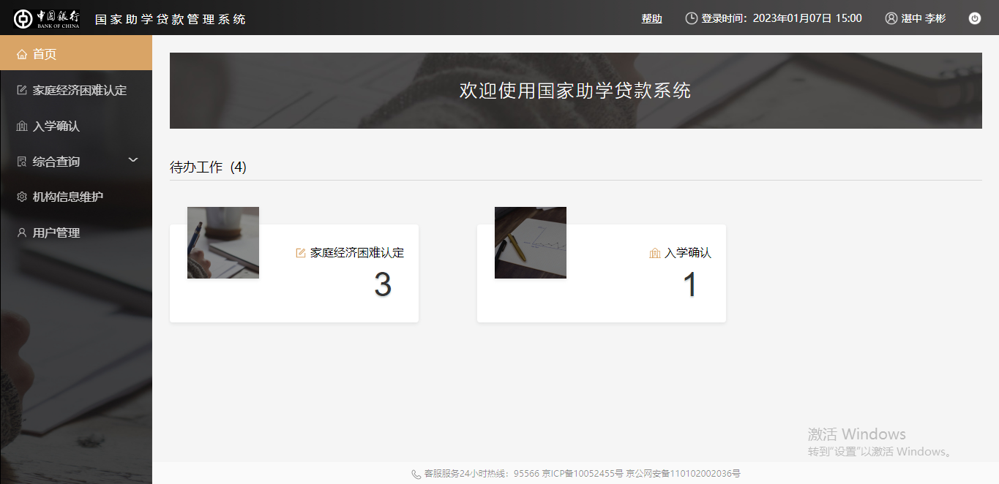 中国银行
BANK OF CHINA
国家助学贷款管理系统
帮助
登录时间：2023年01月07日 15:00
湛中 李彬
首页
家庭经济困难认定
入学确认
综合查询
机构信息维护
用户管理
欢迎使用国家助学贷款系统
待办工作 (4)
家庭经济困难认定
3
入学确认
1
激活 Windows
转到"设置"以激活 Windows。
客服服务24小时热线：95566 京ICP备10052455号 京公网安备110102002036号